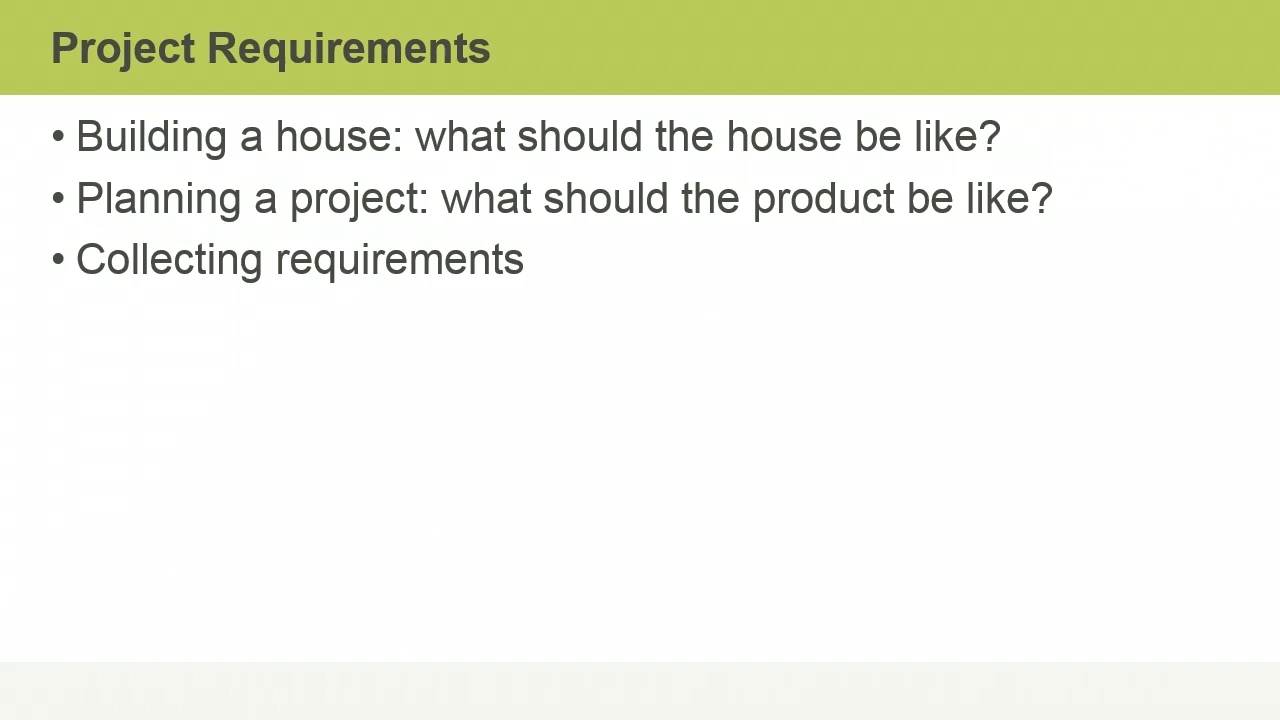 Project Requirements
• Building a house: what should the house be like?
• Planning a project: what should the product be like?
• Collecting requirements